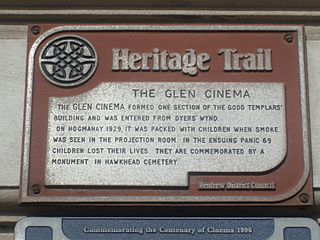 Heritage Trail
THE GLEN CINEMA
THE GLEN CINEMA FORMED ONE SECTION OF THE GOOD TEMPLARS'
BUILDING AND WAS ENTERED FROM DYERS' WYND.
ON HOGMANAY 1929, IT WAS PACKED WITH CHILDREN WHEN SMOKE
WAS SEEN IN THE PROJECTION ROOM. IN THE ENSUING PANIC 69
CHILDREN LOST THEIR LIVES. THEY ARE COMMEMORATED BY A
MONUMENT IN HAWKHEAD CEMETERY.
Renfrew District Council
Commemorating the Centenary of Cinema 1996